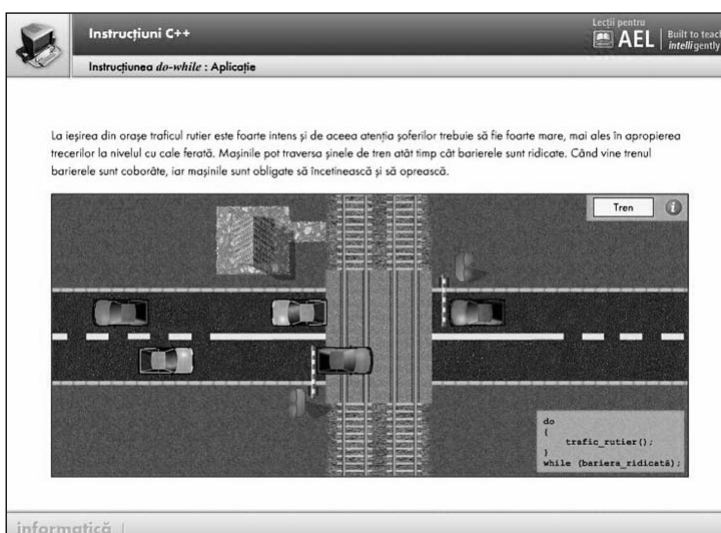 Instrucțiuni C++
Lecții pentru
AEL
Built to teach
intelligently
Instrucțiunea do-while : Aplicație
La ieșirea din orașe traficul rutier este foarte intens și de aceea atenția șoferilor trebuie să fie foarte mare, mai ales în apropierea
trecerilor la nivelul cu cale ferată. Mașinile pot traversa șinele de tren atât timp cât barierele sunt ridicate. Când vine trenul
barierele sunt coborâte, iar mașinile sunt obligate să încetinească și să oprească.
Tren
i
do
{
trafic_rutier();
}
while (bariera_ridicată);
informatică